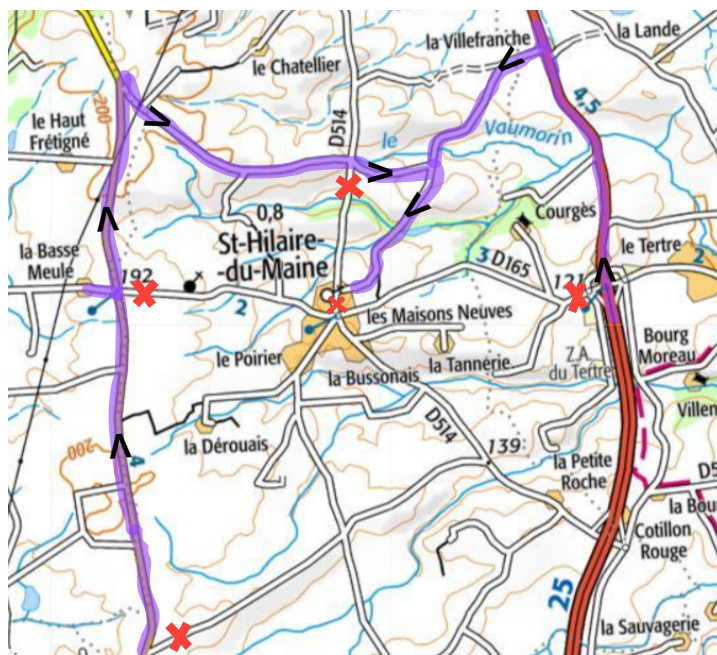 la Villefranche
la Lande
le Chatellier
4,5
200
D514
le Haut
Frétigné
le
Vaumorin
0,8
Courgès
St-Hilaire-
-du-Maine
la Basse
Meule
192
3 D165
le Tertre
121
2
2
les Maisons Neuves
Bourg
Moreau
Z.A.
du Tertre
le Poirier
la Tannerie
la Bussonais
Villen
D514
200
la Dérouais
4
139
la Petite
Roche
D5
la Bou
Cotillon
Rouge
25
la Sauvagerie